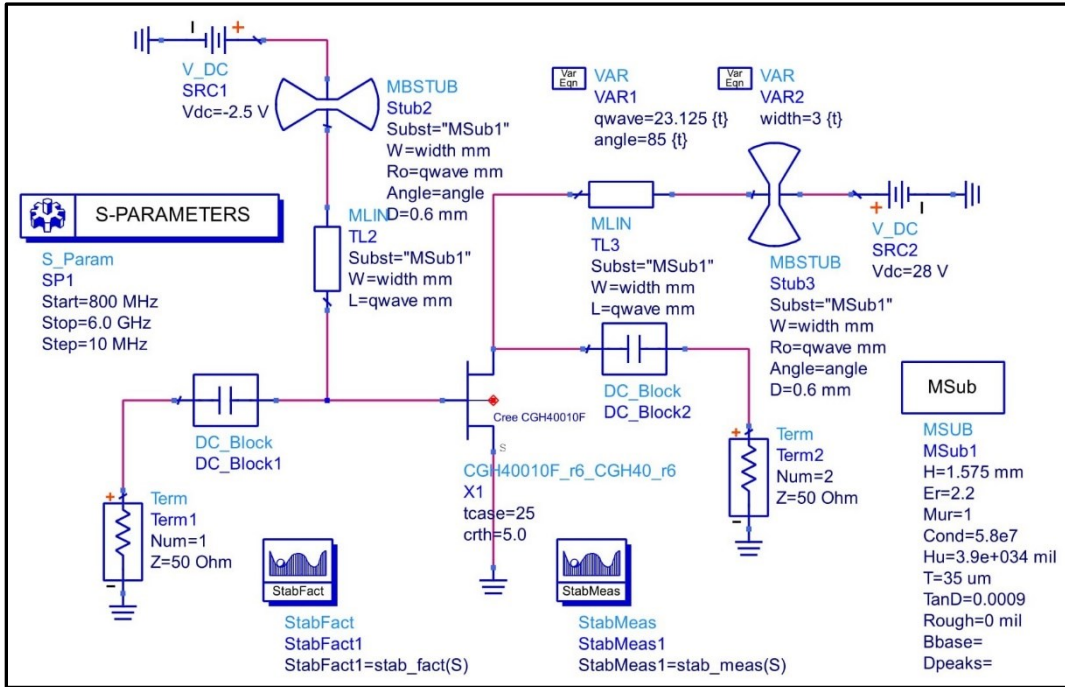 V_DC
SRC1
Vdc=-2.5 V
MBSTUB
Stub2
Subst="MSub1"
W=width mm
Ro=qwave mm
Angle=angle
D=0.6 mm
Var
Eqn
VAR
VAR1
qwave=23.125 {t}
angle=85 {t}
Var
Eqn
VAR
VAR2
width=3 {t}
S-PARAMETERS
S_Param
SP1
Start=800 MHz
Stop=6.0 GHz
Step=10 MHz
MLIN
TL2
Subst="MSub1"
W=width mm
L=qwave mm
MLIN
TL3
Subst="MSub1"
W=width mm
L=qwave mm
V_DC
SRC2
Vdc=28 V
MBSTUB
Stub3
Subst="MSub1"
W=width mm
Ro=qwave mm
Angle=angle
D=0.6 mm
DC_Block
DC_Block1
DC_Block
DC_Block2
Cree CGH40010F
S
CGH40010F_r6_CGH40_r6
X1
tcase=25
crth=5.0
Term
Term1
Num=1
Z=50 Ohm
Term
Term2
Num=2
Z=50 Ohm
StabFact
StabFact
StabFact1
StabFact1=stab_fact(S)
StabMeas
StabMeas
StabMeas1
StabMeas1=stab_meas(S)
MSub
MSUB
MSub1
H=1.575 mm
Er=2.2
Mur=1
Cond=5.8e7
Hu=3.9e+034 mil
T=35 um
TanD=0.0009
Rough=0 mil
Bbase=
Dpeaks=